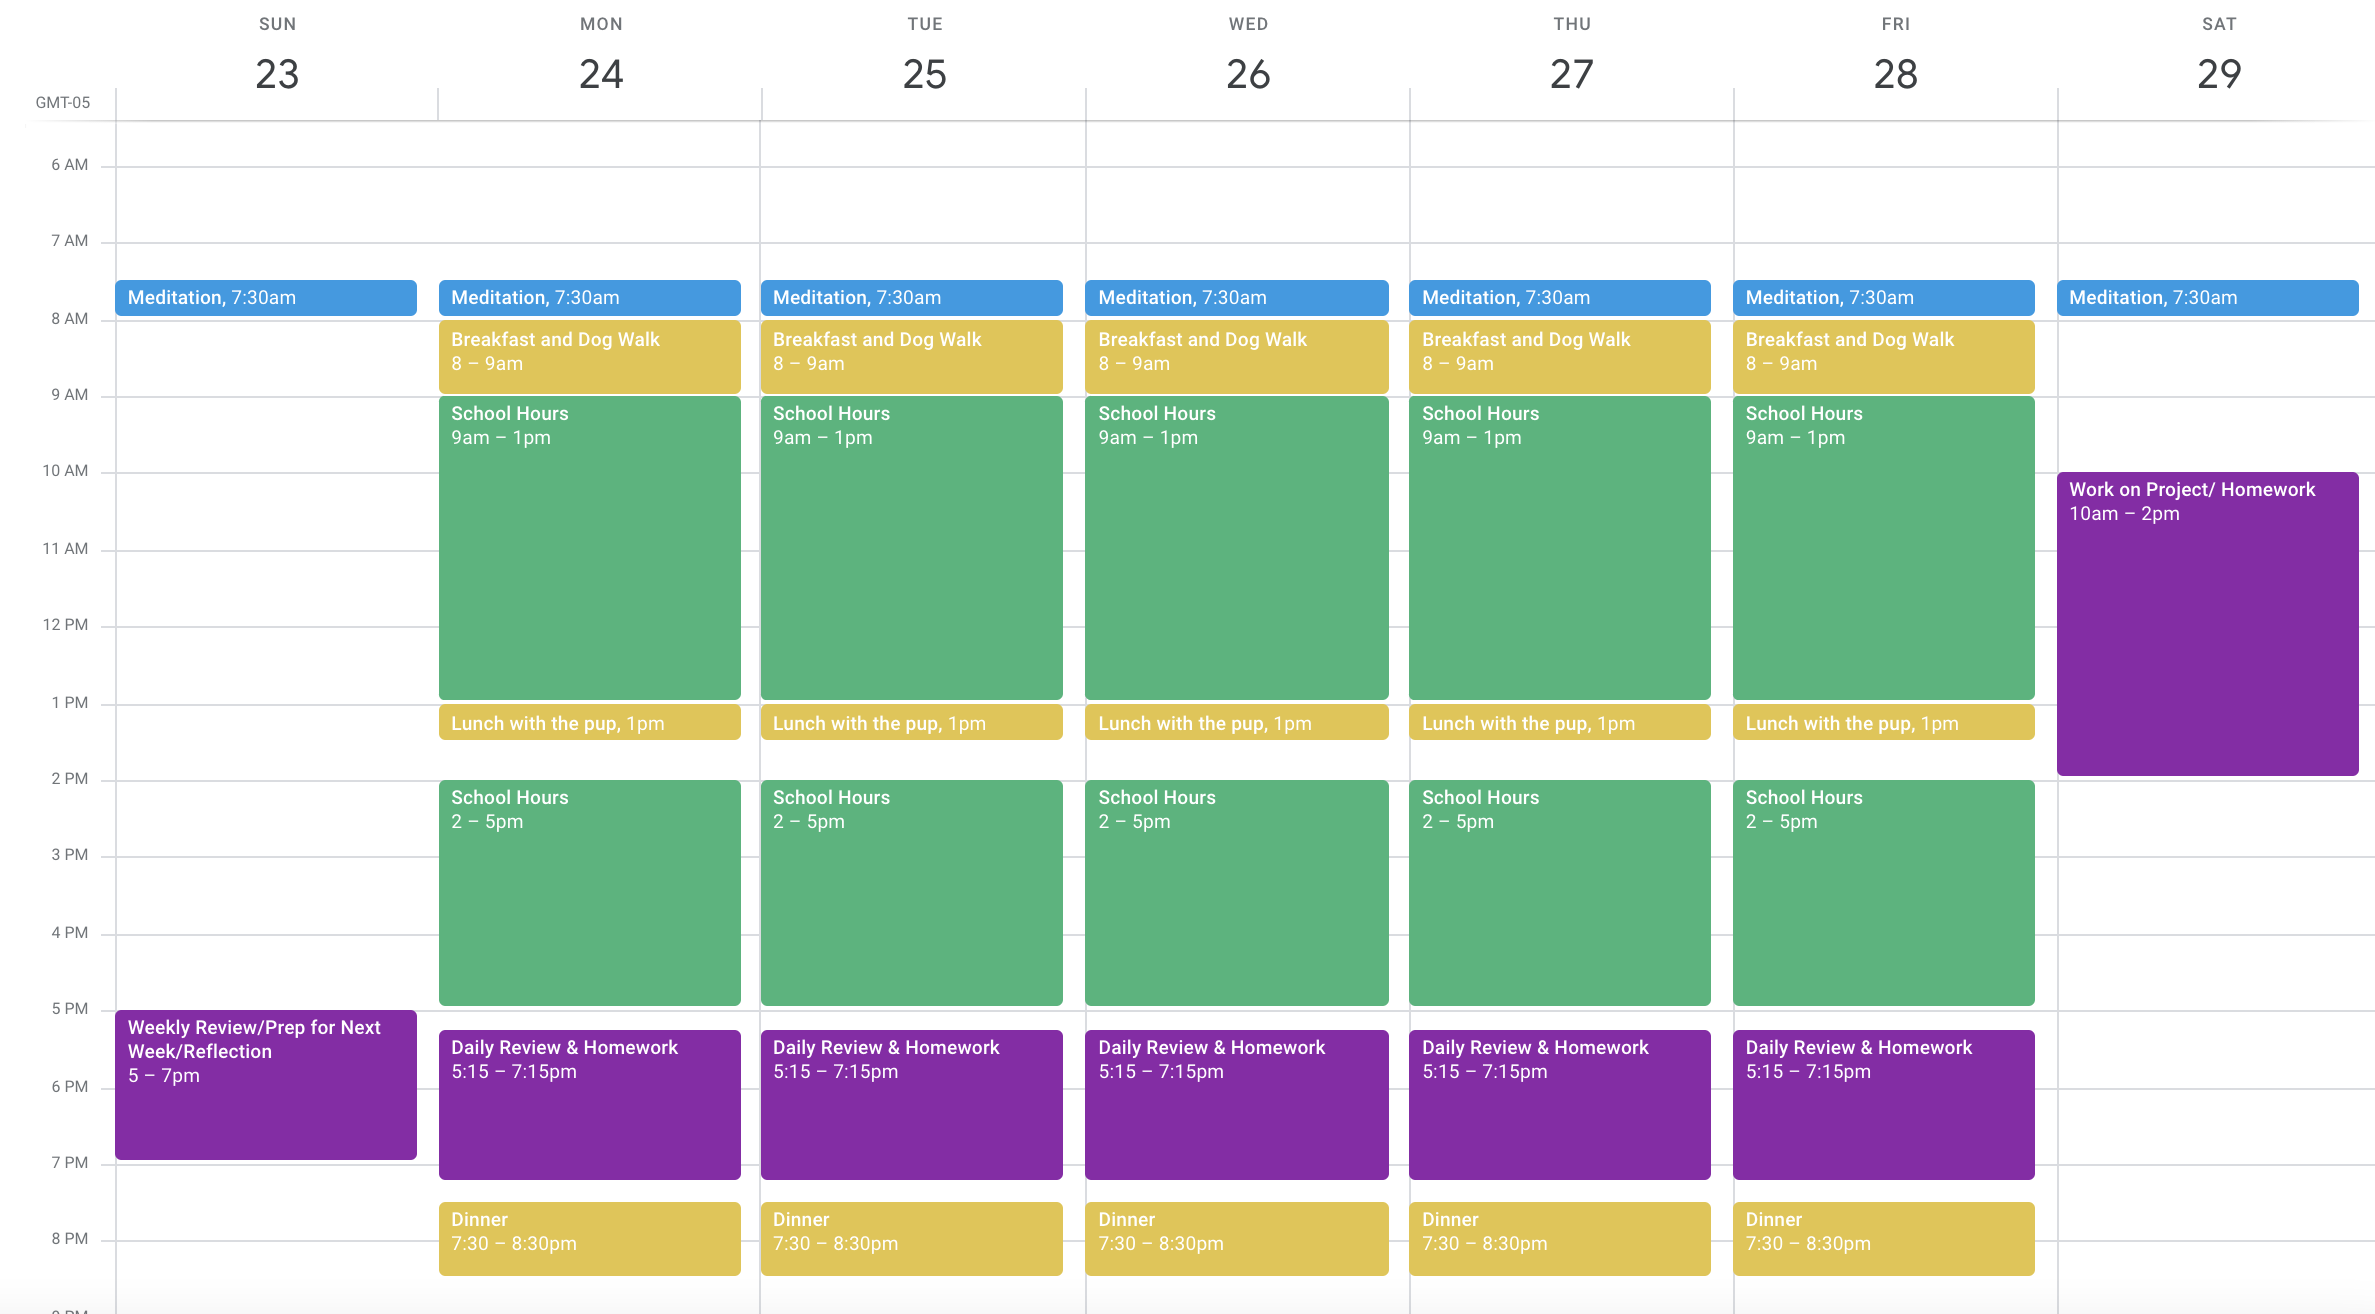 SUN
MON
TUE
WED
THU
FRI
SAT
23
24
25
26
27
28
29
GMT-05
6 AM
7 AM
8 AM
9 AM
10 AM
11 AM
12 PM
1 PM
2 PM
3 PM
4 PM
5 PM
6 PM
7 PM
8 PM
Meditation, 7:30am
Weekly Review/Prep for Next
Week/Reflection
5 – 7pm
Meditation, 7:30am
Breakfast and Dog Walk
8 – 9am
School Hours
9am – 1pm
Lunch with the pup, 1pm
School Hours
2 – 5pm
Daily Review & Homework
5:15 – 7:15pm
Dinner
7:30 – 8:30pm
Meditation, 7:30am
Breakfast and Dog Walk
8 – 9am
School Hours
9am – 1pm
Lunch with the pup, 1pm
School Hours
2 – 5pm
Daily Review & Homework
5:15 – 7:15pm
Dinner
7:30 – 8:30pm
Meditation, 7:30am
Breakfast and Dog Walk
8 – 9am
School Hours
9am – 1pm
Lunch with the pup, 1pm
School Hours
2 – 5pm
Daily Review & Homework
5:15 – 7:15pm
Dinner
7:30 – 8:30pm
Meditation, 7:30am
Breakfast and Dog Walk
8 – 9am
School Hours
9am – 1pm
Lunch with the pup, 1pm
School Hours
2 – 5pm
Daily Review & Homework
5:15 – 7:15pm
Dinner
7:30 – 8:30pm
Meditation, 7:30am
Breakfast and Dog Walk
8 – 9am
School Hours
9am – 1pm
Lunch with the pup, 1pm
School Hours
2 – 5pm
Daily Review & Homework
5:15 – 7:15pm
Dinner
7:30 – 8:30pm
Meditation, 7:30am
Work on Project/ Homework
10am – 2pm